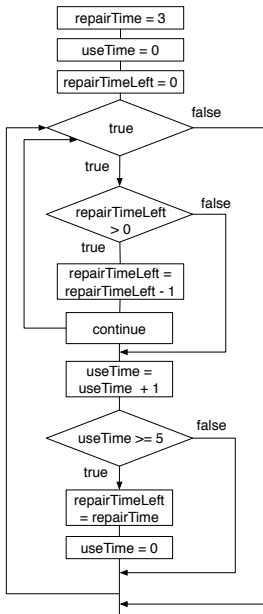 repairTime = 3
useTime = 0
repairTimeLeft = 0
false
true
true
repairTimeLeft
> 0
false
true
repairTimeLeft =
repairTimeLeft - 1
continue
useTime =
useTime + 1
useTime >= 5
false
true
repairTimeLeft
= repairTime
useTime = 0